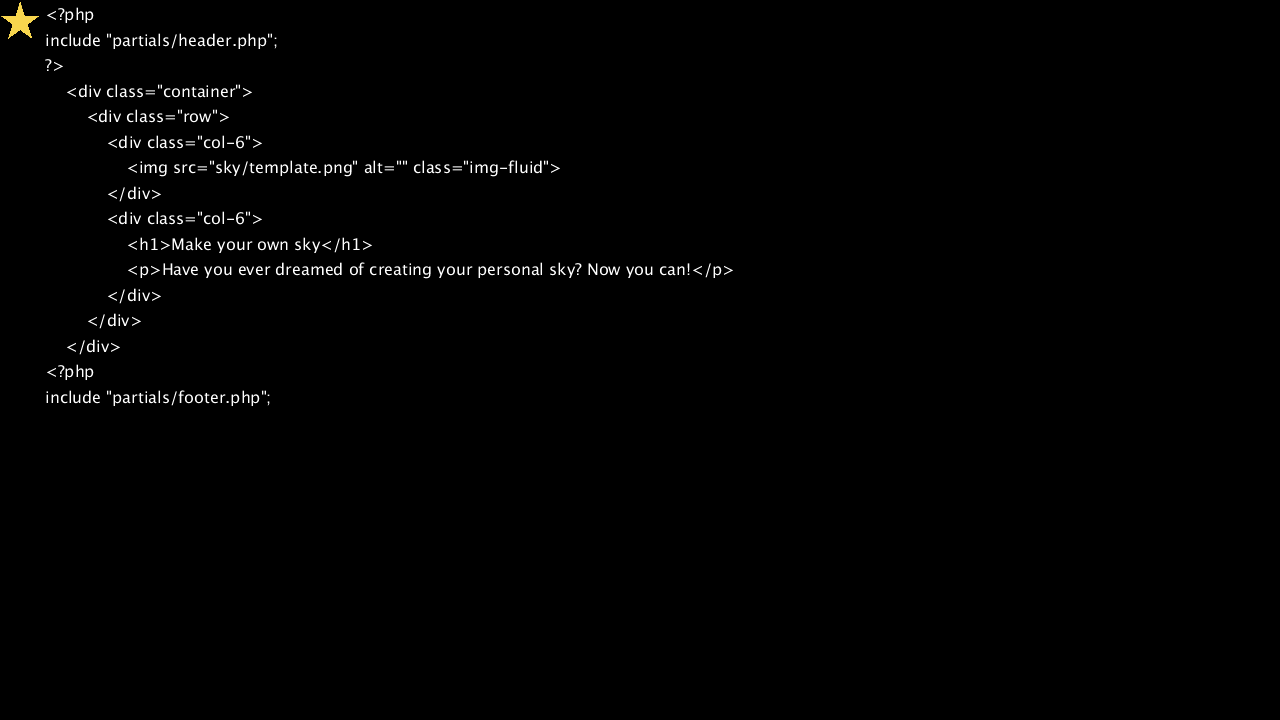 <?php
include "partials/header.php";
?>
    <div class="container">
        <div class="row">
            <div class="col-6">
                <img src="sky/template.png" alt="" class="img-fluid">
            </div>
            <div class="col-6">
                <h1>Make your own sky</h1>
                <p>Have you ever dreamed of creating your personal sky? Now you can!</p>
            </div>
        </div>
    </div>
<?php
include "partials/footer.php";